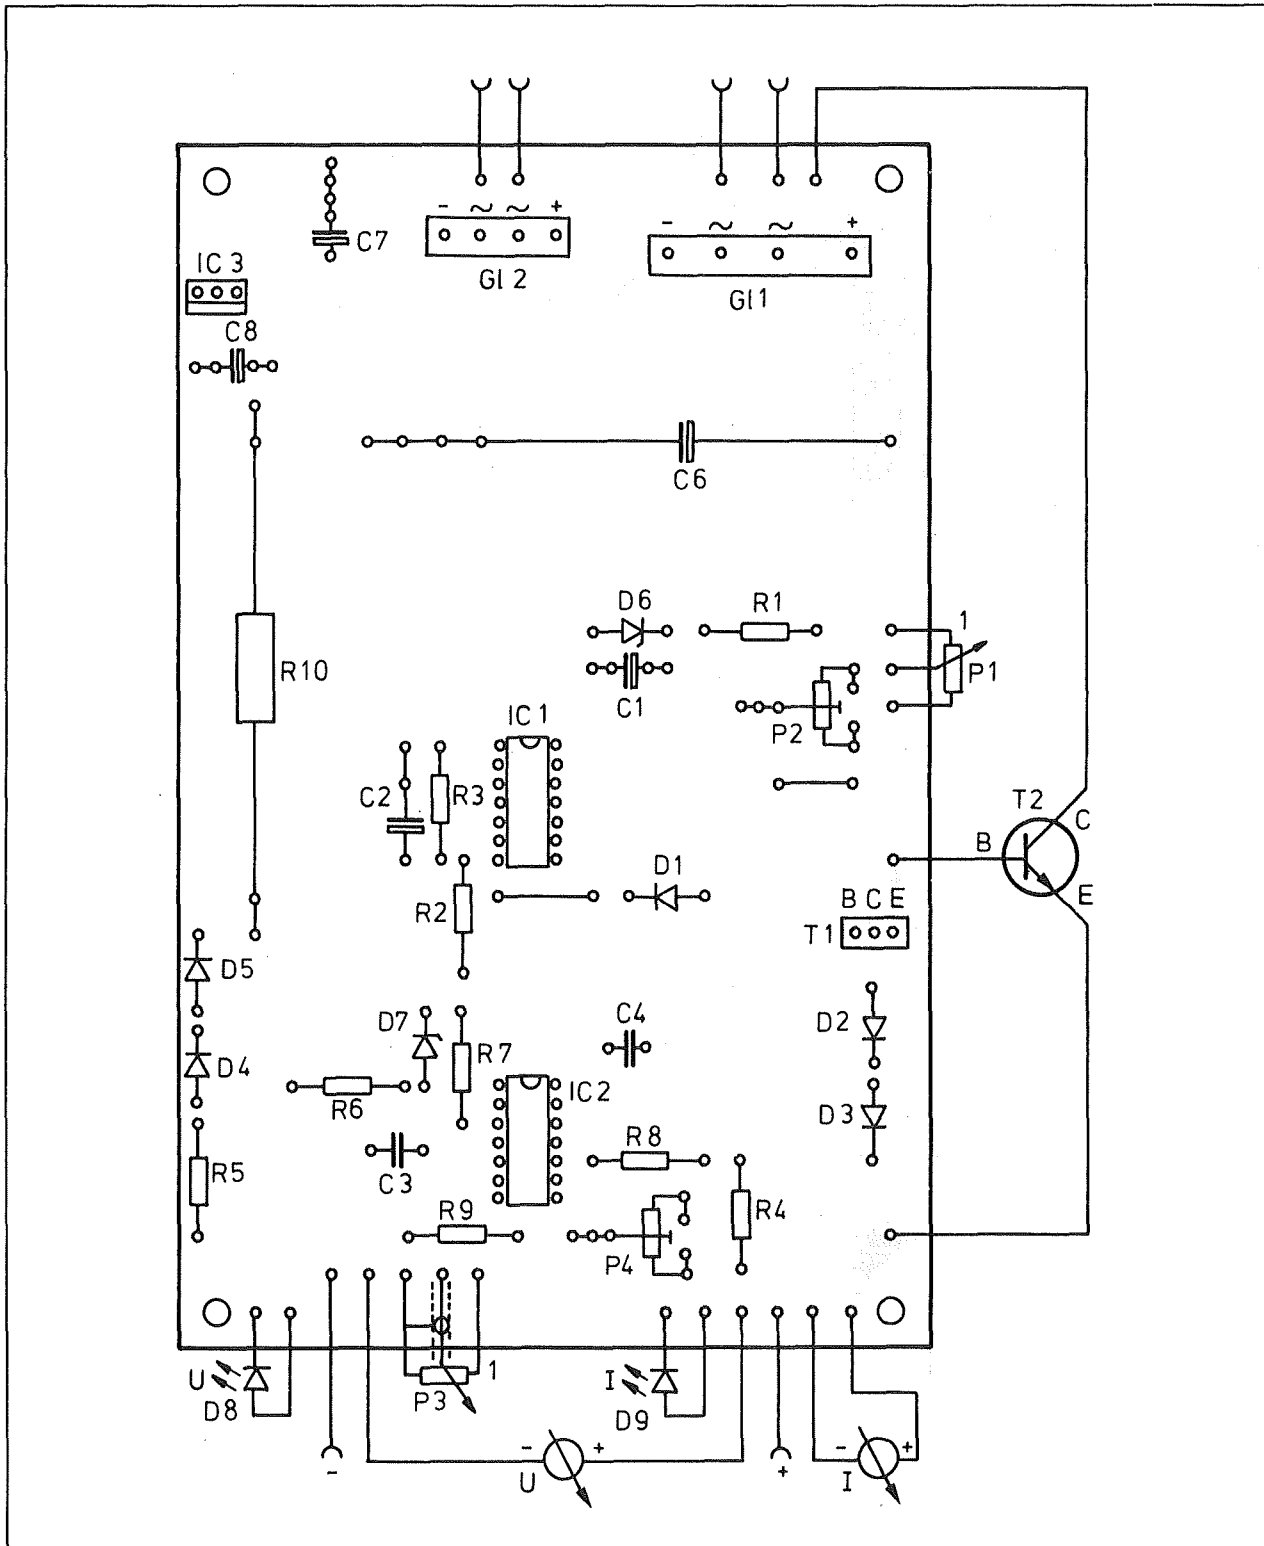 - ~ ~ +
C7
Gl 2
- ~ ~ +
Gl 1
IC 3
C8
C6
D6
R1
1
R10
C1
P1
IC 1
P2
C2
R3
T2
C
B
D1
E
R2
B C E
T1
D5
D7
C4
D2
R7
D4
IC2
R6
D3
R8
R5
C3
R9
R4
P4
U
1
I
D8
P3
D9
- + - +
-
+
U
I